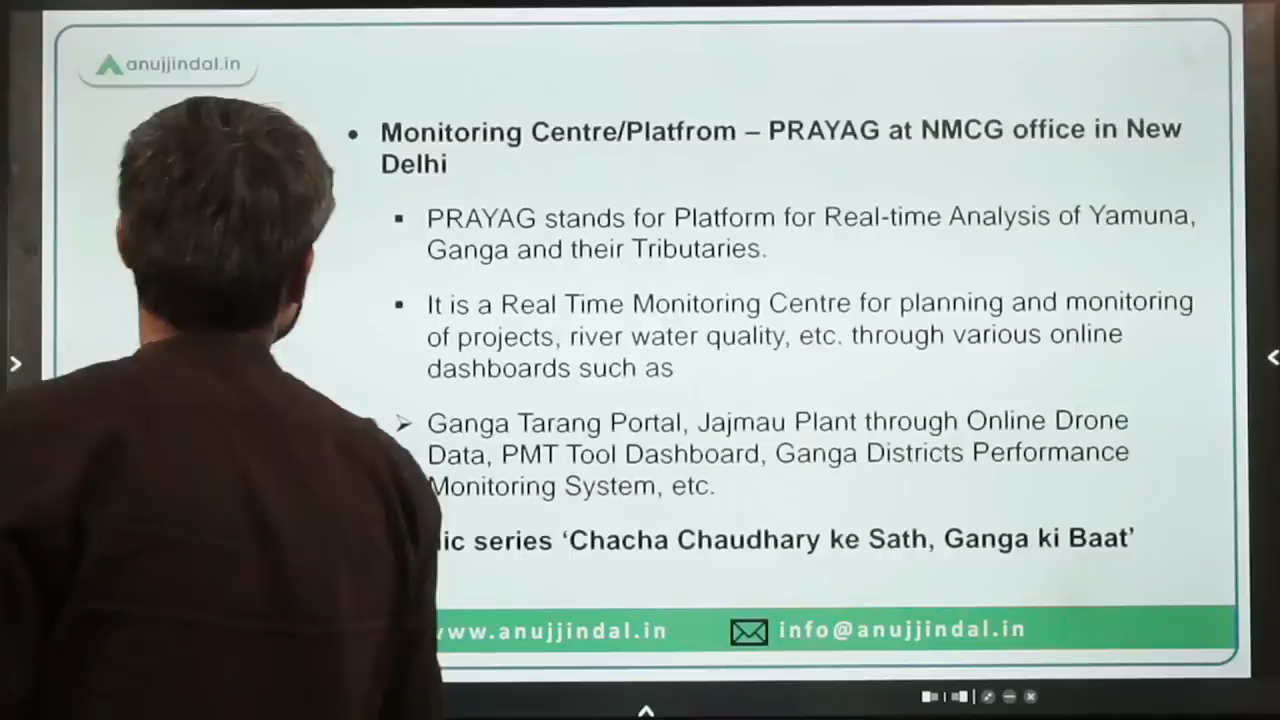 anujjindal.in
• Monitoring Centre/Platfrom – PRAYAG at NMCG office in New
Delhi
▪ PRAYAG stands for Platform for Real-time Analysis of Yamuna,
Ganga and their Tributaries.
▪ It is a Real Time Monitoring Centre for planning and monitoring
of projects, river water quality, etc. through various online
dashboards such as
➢ Ganga Tarang Portal, Jajmau Plant through Online Drone
Data, PMT Tool Dashboard, Ganga Districts Performance
Monitoring System, etc.
series ‘Chacha Chaudhary ke Sath, Ganga ki Baat’
www.anujjindal.in info@anujjindal.in